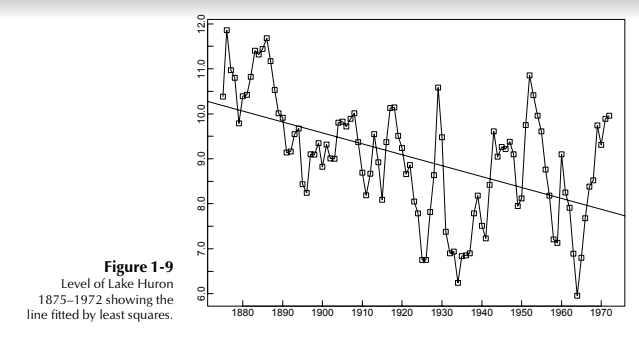 12.0
11.0
10.0
9.0
8.0
7.0
6.0
1880 1890 1900 1910 1920 1930 1940 1950 1960 1970
Figure 1-9
Level of Lake Huron
1875–1972 showing the
line fitted by least squares.